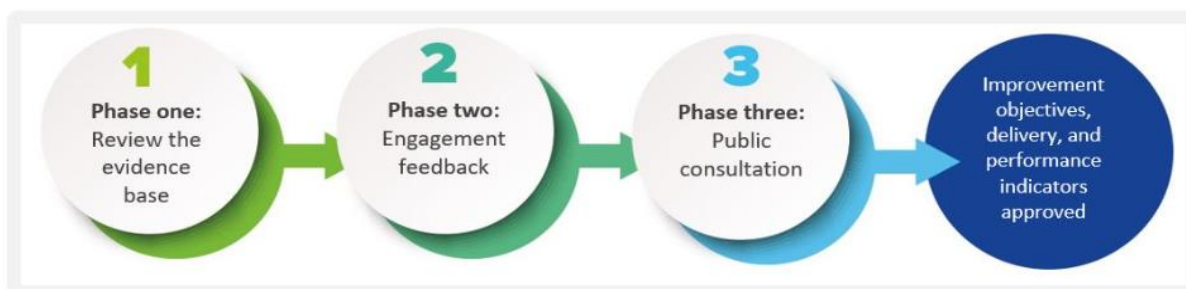 1
Phase one:
Review the
evidence
base
2
Phase two:
Engagement
feedback
3
Phase three:
Public
consultation
Improvement
objectives,
delivery, and
performance
indicators
approved